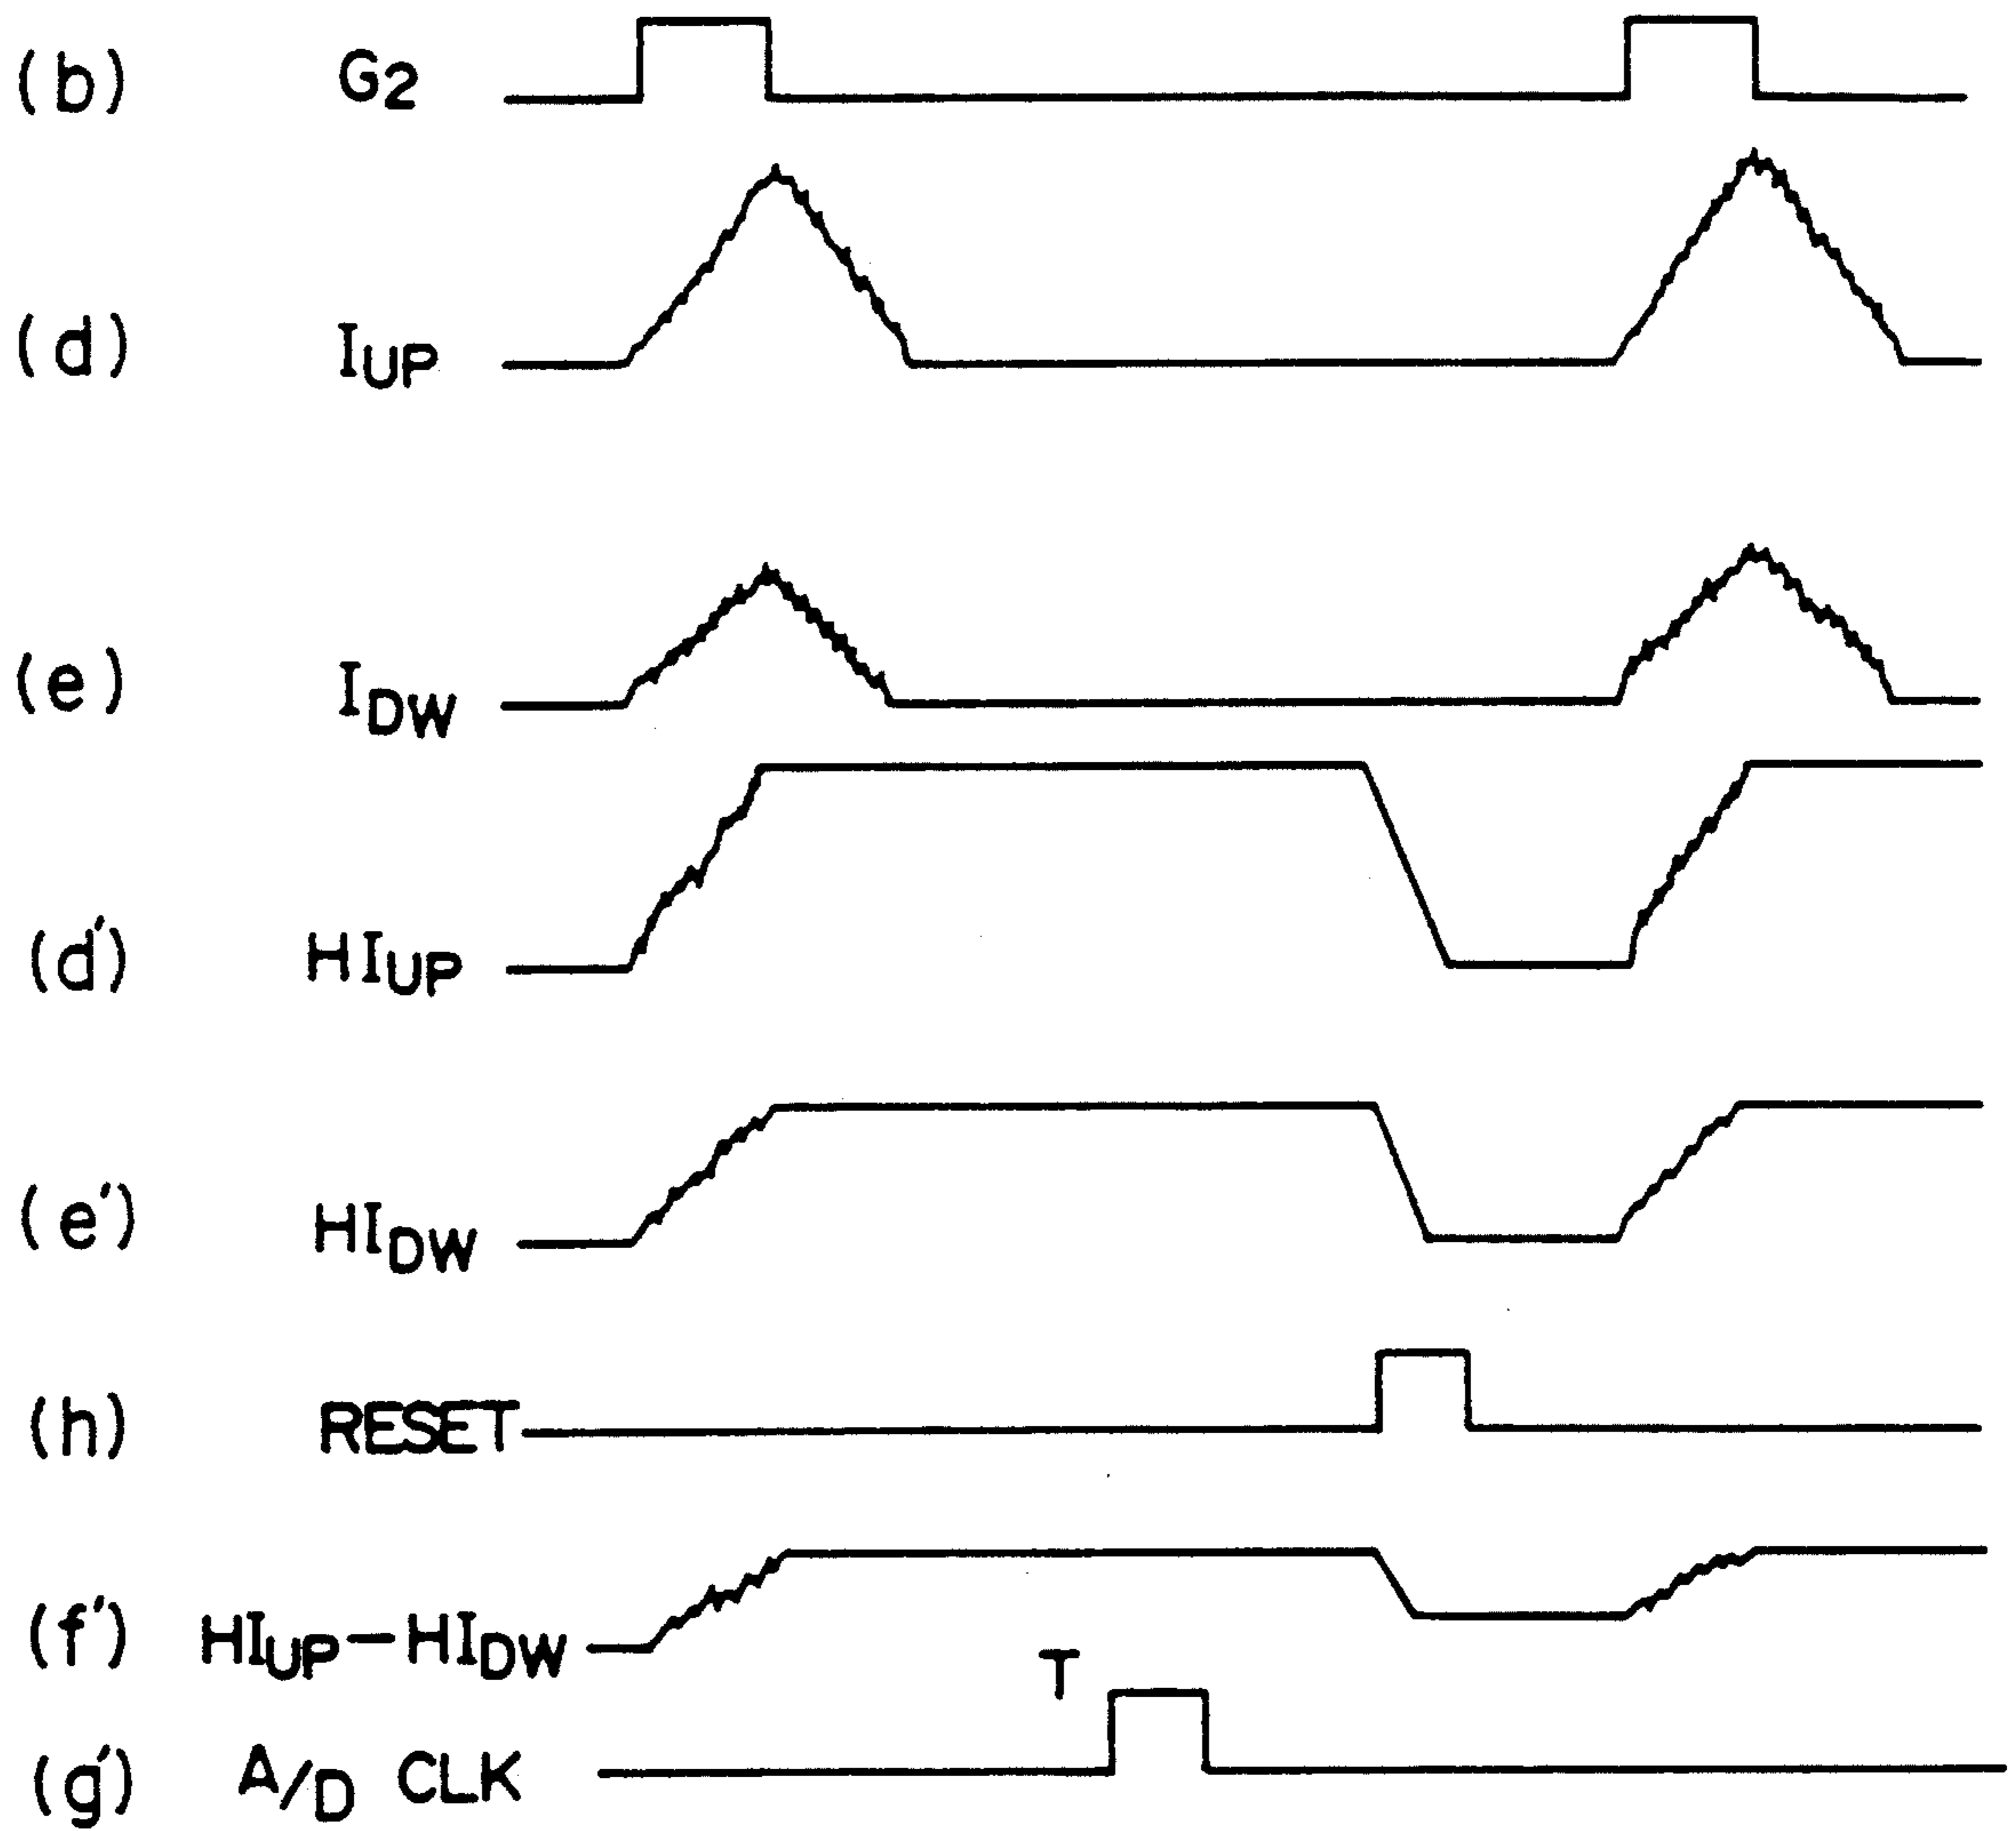 (b) G2
(d) IUP
(e) IDW
(d') HIUP
(e') HIDW
(h) RESET
(f') HIUP-HIDW
T
(g') A/D CLK